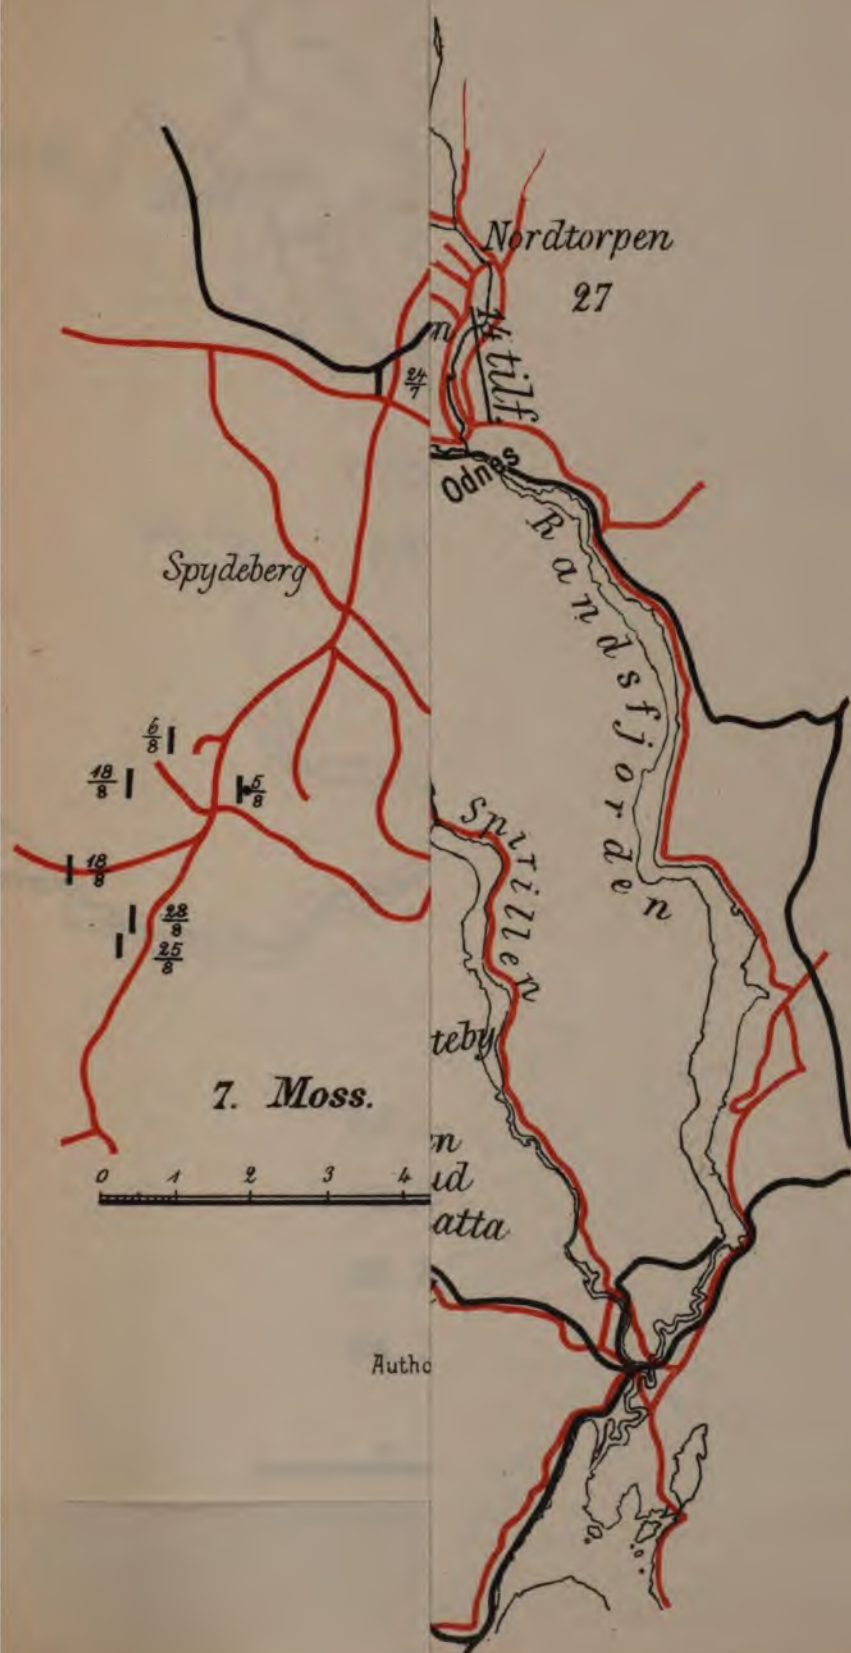 Nordtorpen
27
n
14 tilf.
24/7
Odnes
Randsfjorden
Spydeberg
6/8
18/8
5/8
Spirillen
18/8
28/8
25/8
teby
7. Moss.
n
ud
0 1 2 3 4
atta
Autho